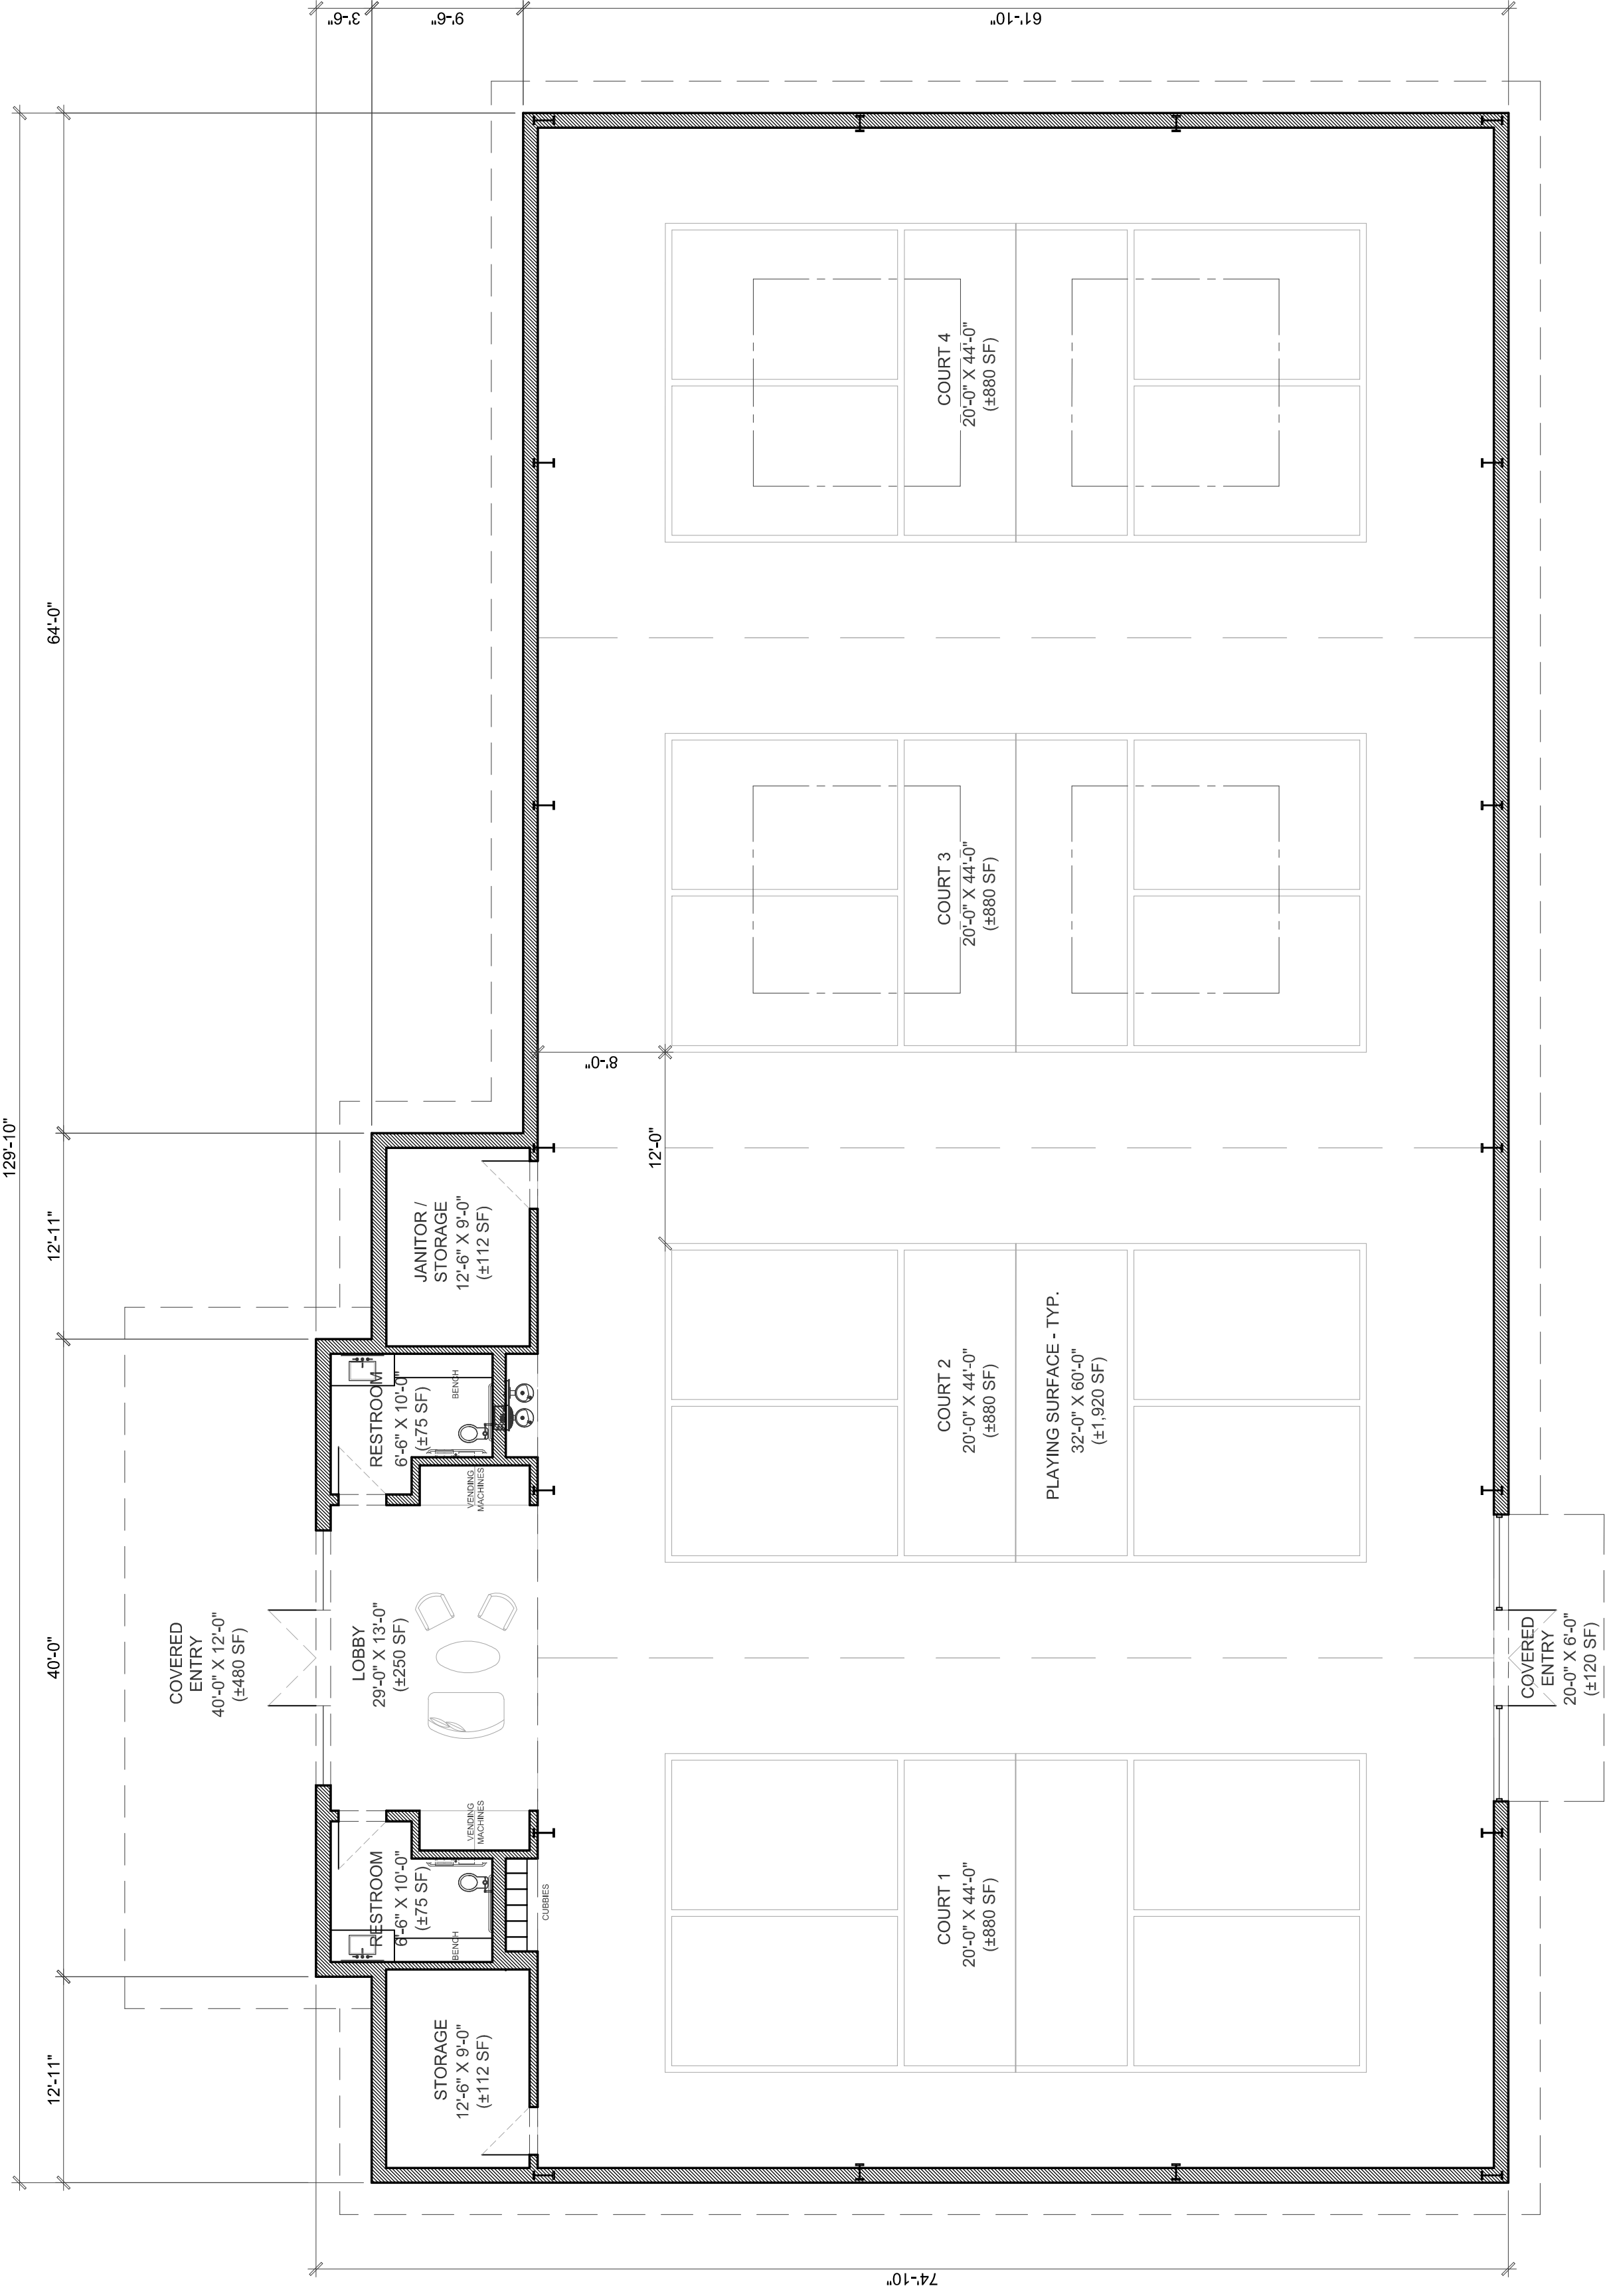 129'-10"
12'-11"
40'-0"
12'-11"
64'-0"
COVERED
ENTRY
40'-0" X 12'-0"
(±480 SF)
3'-6"
9'-6"
61'-10"
74'-10"
STORAGE
12'-6" X 9'-0"
(±112 SF)
RESTROOM
6'-6" X 10'-0"
(±75 SF)
BENCH
CUBBIES
VENDING
MACHINES
LOBBY
29'-0" X 13'-0"
(±250 SF)
VENDING
MACHINES
RESTROOM
6'-6" X 10'-0"
(±75 SF)
BENCH
JANITOR /
STORAGE
12'-6" X 9'-0"
(±112 SF)
12'-0"
8'-0"
COURT 1
20'-0" X 44'-0"
(±880 SF)
COURT 2
20'-0" X 44'-0"
(±880 SF)
PLAYING SURFACE - TYP.
32'-0" X 60'-0"
(±1,920 SF)
COURT 3
20'-0" X 44'-0"
(±880 SF)
COURT 4
20'-0" X 44'-0"
(±880 SF)
COVERED
ENTRY
20-0" X 6'-0"
(±120 SF)